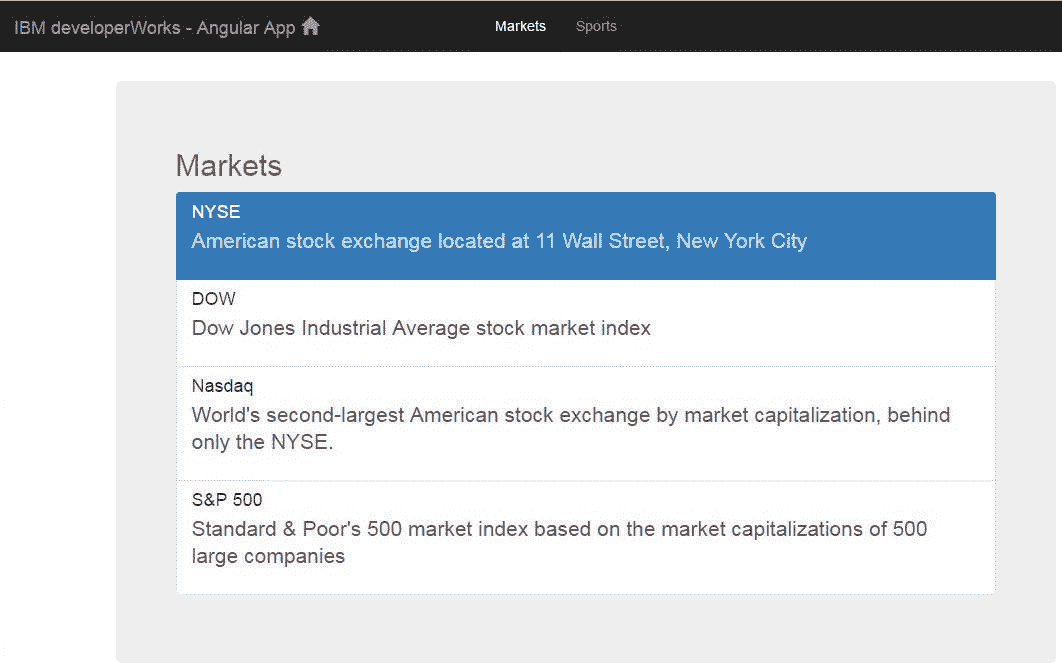 IBM developerWorks - Angular App
Markets
Sports
Markets
NYSE
American stock exchange located at 11 Wall Street, New York City
DOW
Dow Jones Industrial Average stock market index
Nasdaq
World's second-largest American stock exchange by market capitalization, behind
only the NYSE.
S&P 500
Standard & Poor's 500 market index based on the market capitalizations of 500
large companies